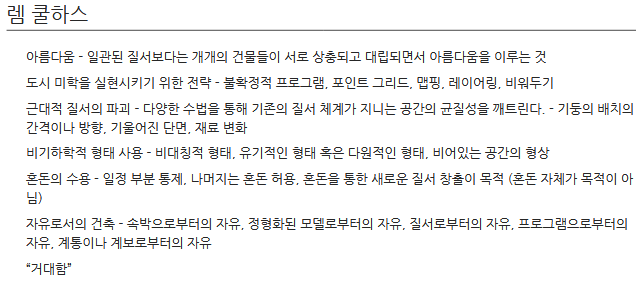 렘 쿨하스
아름다움 - 일관된 질서보다는 개개의 건물들이 서로 상충되고 대립되면서 아름다움을 이루는 것
도시 미학을 실현시키기 위한 전략 - 불확정적 프로그램, 포인트 그리드, 맵핑, 레이어링, 비워두기
근대적 질서의 파괴 - 다양한 수법을 통해 기존의 질서 체계가 지니는 공간의 균질성을 깨트린다. - 기둥의 배치의
간격이나 방향, 기울어진 단면, 재료 변화
비기하학적 형태 사용 - 비대칭적 형태, 유기적인 형태 혹은 다원적인 형태, 비어있는 공간의 형상
혼돈의 수용 - 일정 부분 통제, 나머지는 혼돈 허용, 혼돈을 통한 새로운 질서 창출이 목적 (혼돈 자체가 목적이 아
님)
자유로서의 건축 - 속박으로부터의 자유, 정형화된 모델로부터의 자유, 질서로부터의 자유, 프로그램으로부터의
자유, 계통이나 계보로부터의 자유
“거대함”